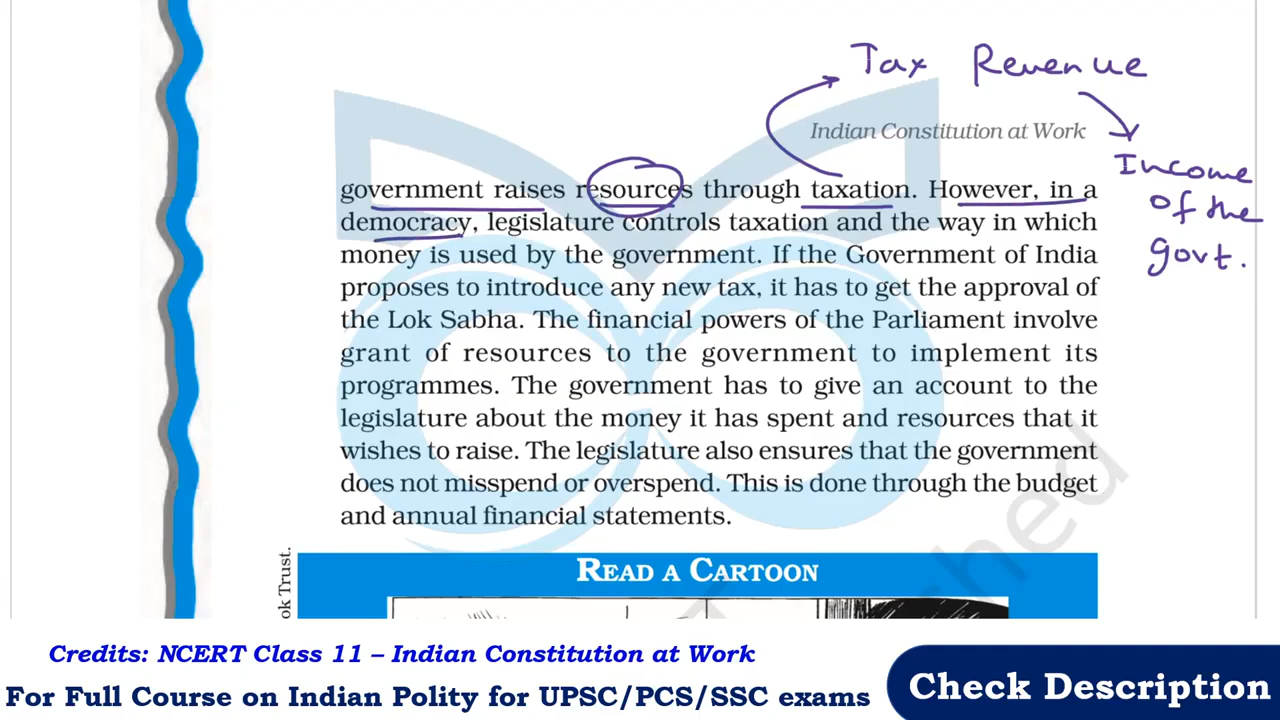 Tax Revenue
Indian Constitution at Work
Income
of the
govt.
government raises resources through taxation. However, in a
democracy, legislature controls taxation and the way in which
money is used by the government. If the Government of India
proposes to introduce any new tax, it has to get the approval of
the Lok Sabha. The financial powers of the Parliament involve
grant of resources to the government to implement its
programmes. The government has to give an account to the
legislature about the money it has spent and resources that it
wishes to raise. The legislature also ensures that the government
does not misspend or overspend. This is done through the budget
and annual financial statements.
READ A CARTOON
ok Trust.
Credits: NCERT Class 11 – Indian Constitution at Work
For Full Course on Indian Polity for UPSC/PCS/SSC exams
Check Description